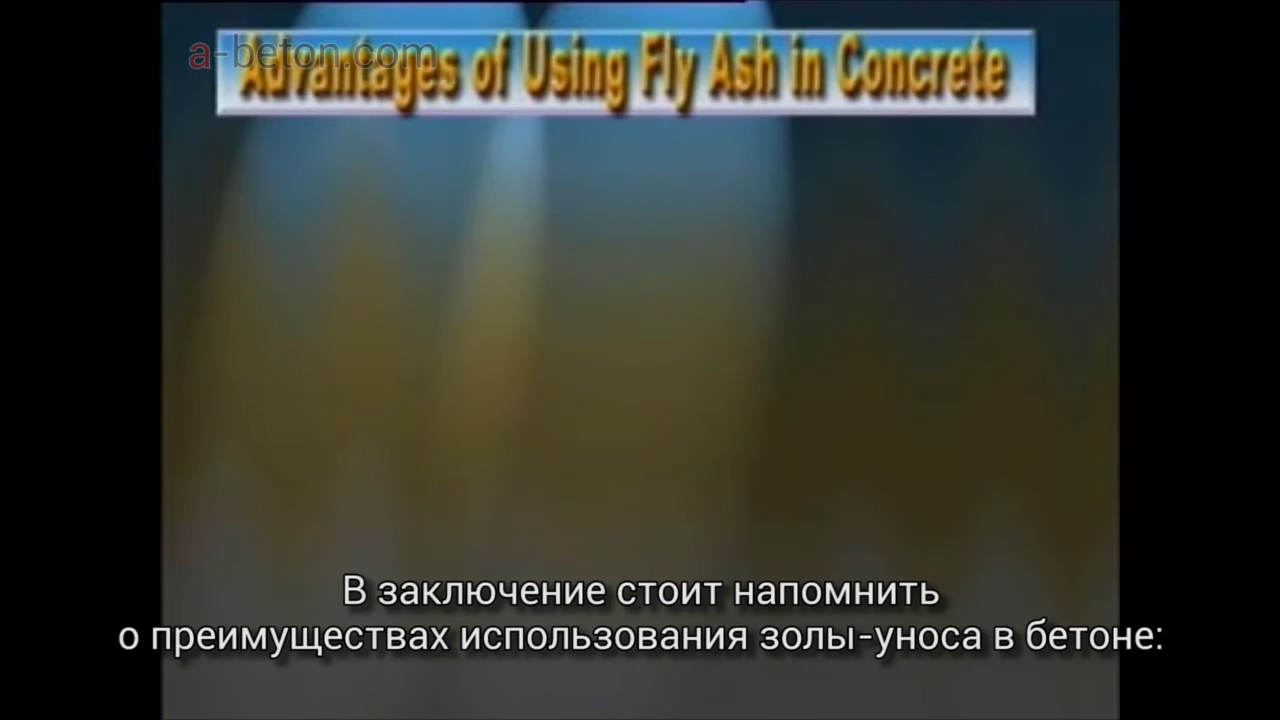 a-beton.com
Advantages of Using Fly Ash in Concrete
В заключение стоит напомнить
о преимуществах использования золы-уноса в бетоне: